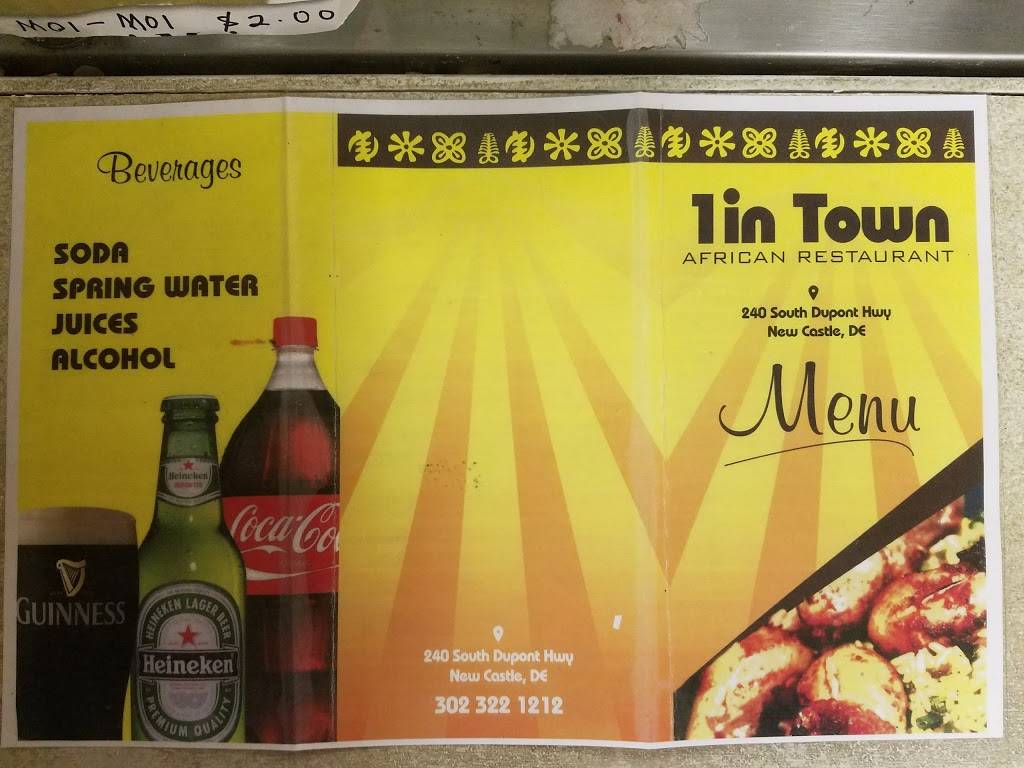 MOI-MOI $2.00
Beverages
SODA
SPRING WATER
JUICES
ALCOHOL
GUINNESS
Heineken
IMPORTED
HEINEKEN LAGER BEER
Heineken
PREMIUM QUALITY
Coca-Co
240 South Dupont Hwy
New Castle, DE
302 322 1212
1in Town
AFRICAN RESTAURANT
240 South Dupont Hwy
New Castle, DE
Menu